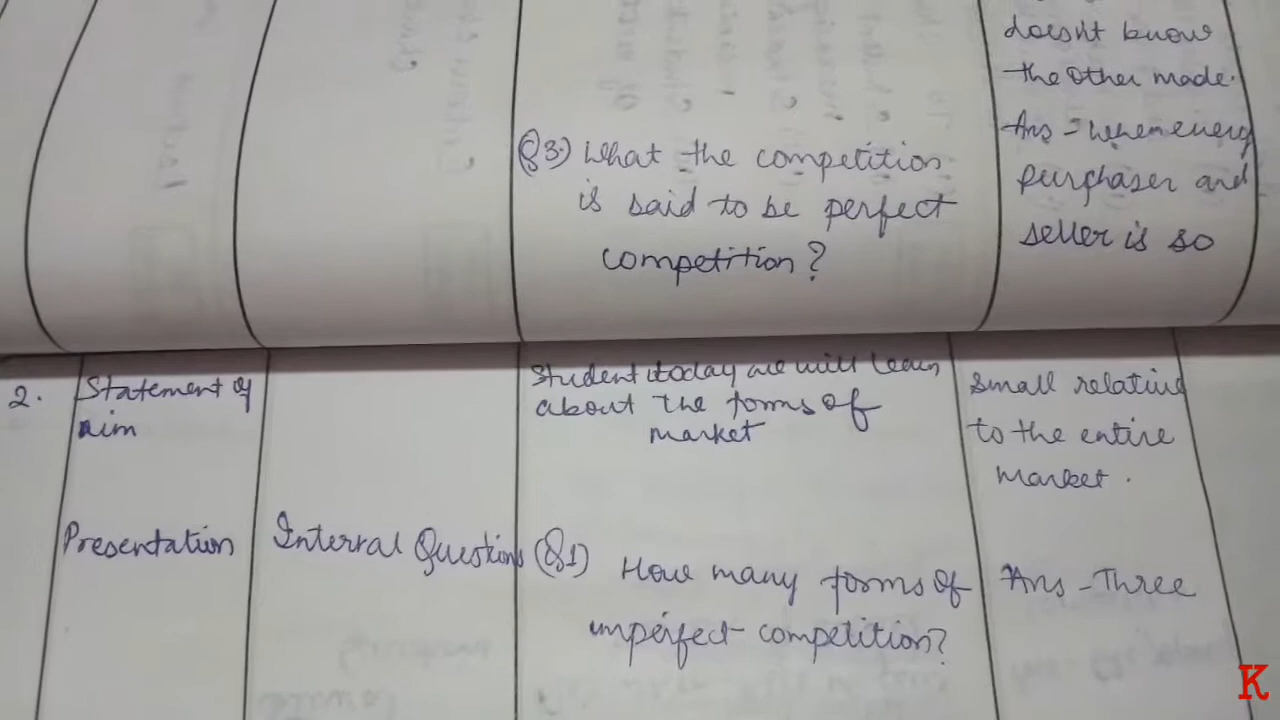 doesn't know
the other made.
Q3.) What the competition
is said to be perfect
competition?
Ans - When every
purchaser and
seller is so
2.
Statement of
aim
Student today we will learn
about the forms of
market
small relative
to the entire
market.
Presentation
Interval Questions
Q1) How many forms of
imperfect competition?
Ans - Three
K